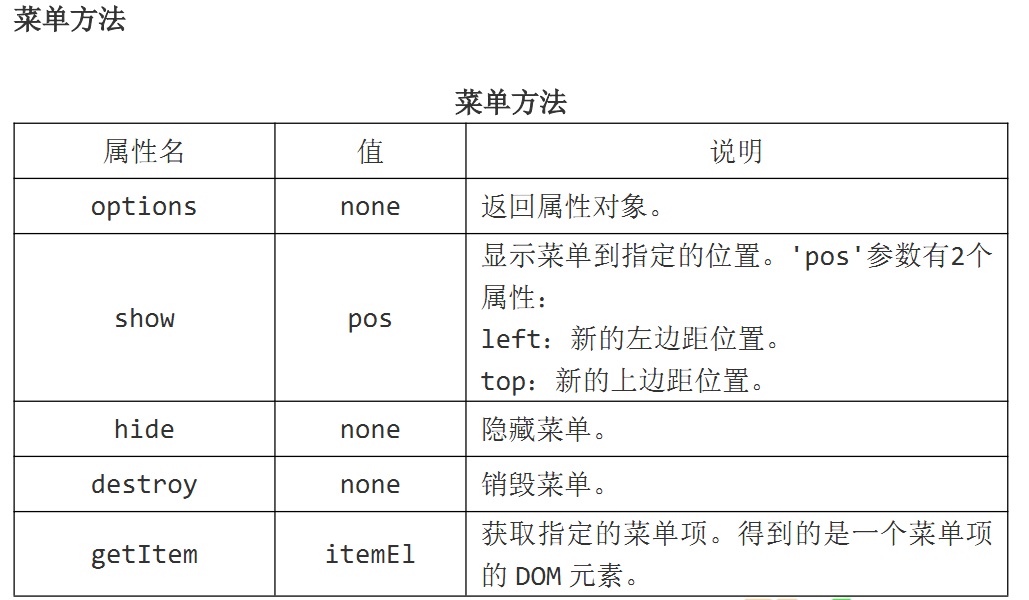 菜单方法
菜单方法
属性名 值 说明
options none 返回属性对象。
show pos 显示菜单到指定的位置。'pos'参数有2个
属性：
left：新的左边距位置。
top：新的上边距位置。
hide none 隐藏菜单。
destroy none 销毁菜单。
getItem itemEl 获取指定的菜单项。得到的是一个菜单项
的 DOM 元素。